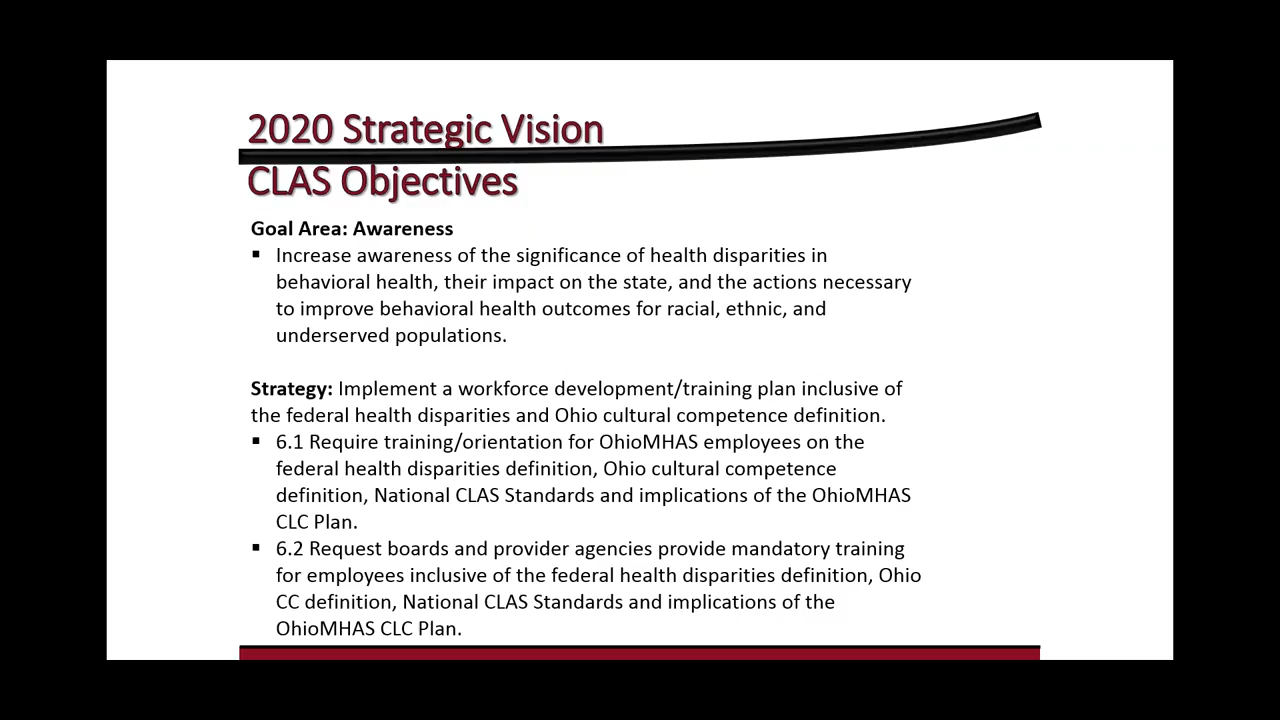 2020 Strategic Vision
CLAS Objectives
Goal Area: Awareness
▪ Increase awareness of the significance of health disparities in
behavioral health, their impact on the state, and the actions necessary
to improve behavioral health outcomes for racial, ethnic, and
underserved populations.
Strategy: Implement a workforce development/training plan inclusive of
the federal health disparities and Ohio cultural competence definition.
▪ 6.1 Require training/orientation for OhioMHAS employees on the
federal health disparities definition, Ohio cultural competence
definition, National CLAS Standards and implications of the OhioMHAS
CLC Plan.
▪ 6.2 Request boards and provider agencies provide mandatory training
for employees inclusive of the federal health disparities definition, Ohio
CC definition, National CLAS Standards and implications of the
OhioMHAS CLC Plan.